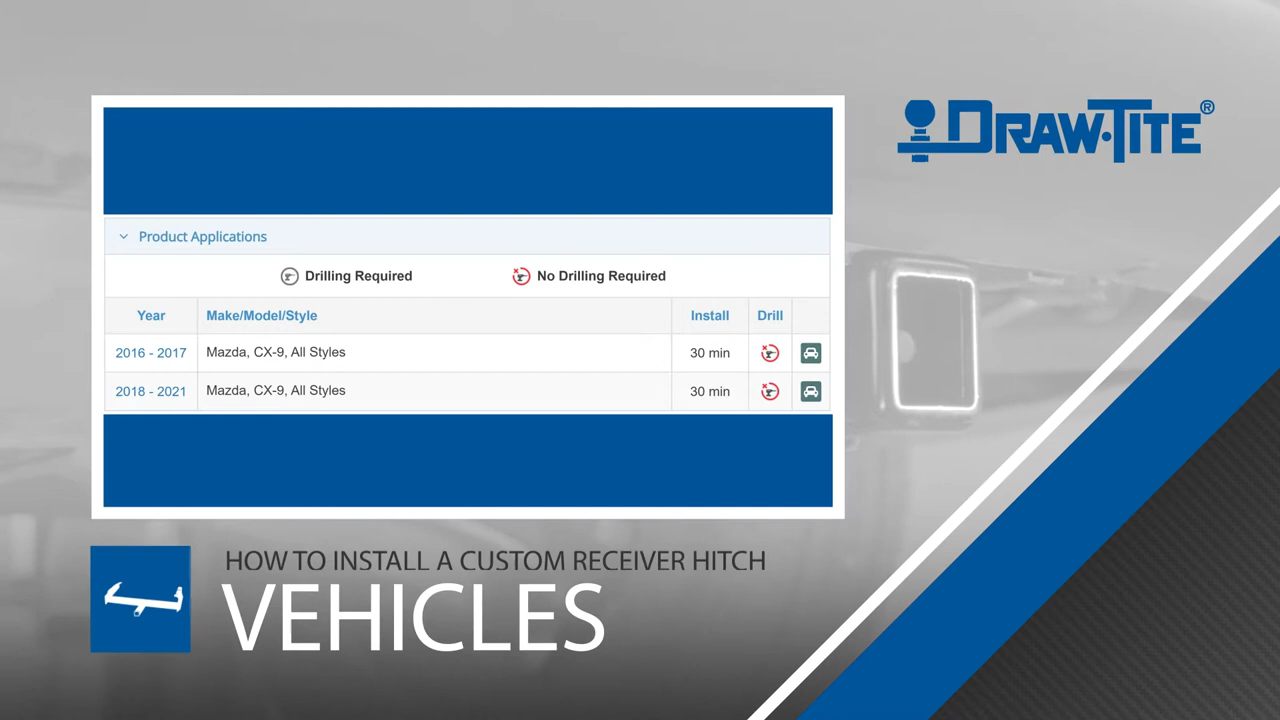 DRAW·TITE®
Product Applications
Drilling Required No Drilling Required
Year Make/Model/Style Install Drill
2016 - 2017 Mazda, CX-9, All Styles 30 min
2018 - 2021 Mazda, CX-9, All Styles 30 min
HOW TO INSTALL A CUSTOM RECEIVER HITCH
VEHICLES